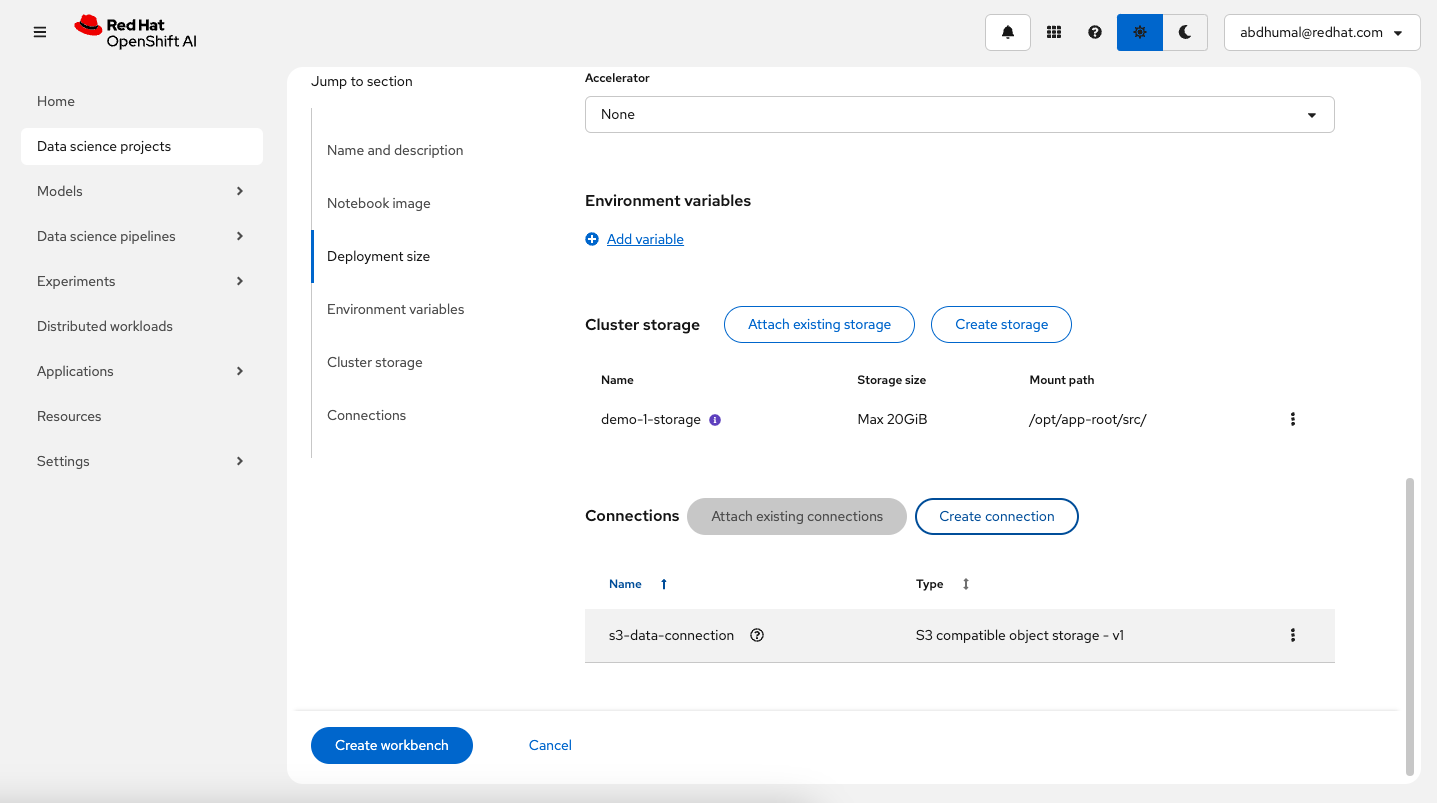 Red Hat
OpenShift AI
abdhumal@redhat.com
Home
Data science projects
Models
Data science pipelines
Experiments
Distributed workloads
Applications
Resources
Settings
Jump to section
Name and description
Notebook image
Deployment size
Environment variables
Cluster storage
Connections
Accelerator
None
Environment variables
Add variable
Cluster storage Attach existing storage Create storage
Name Storage size Mount path
demo-1-storage Max 20GiB /opt/app-root/src/
Connections Attach existing connections Create connection
Name Type
s3-data-connection S3 compatible object storage - v1
Create workbench Cancel